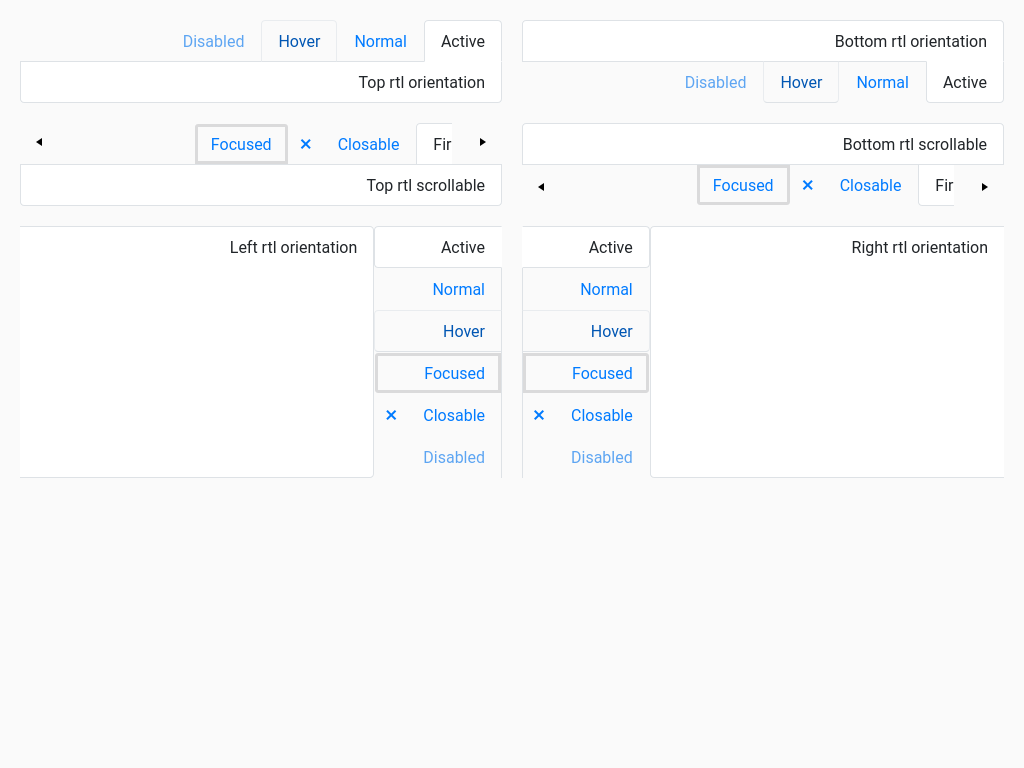 Disabled Hover Normal Active
Top rtl orientation
Bottom rtl orientation
Disabled Hover Normal Active
Focused Closable Fir
Top rtl scrollable
Bottom rtl scrollable
Focused Closable Fir
Left rtl orientation
Active
Normal
Hover
Focused
Closable
Disabled
Active
Normal
Hover
Focused
Closable
Disabled
Right rtl orientation